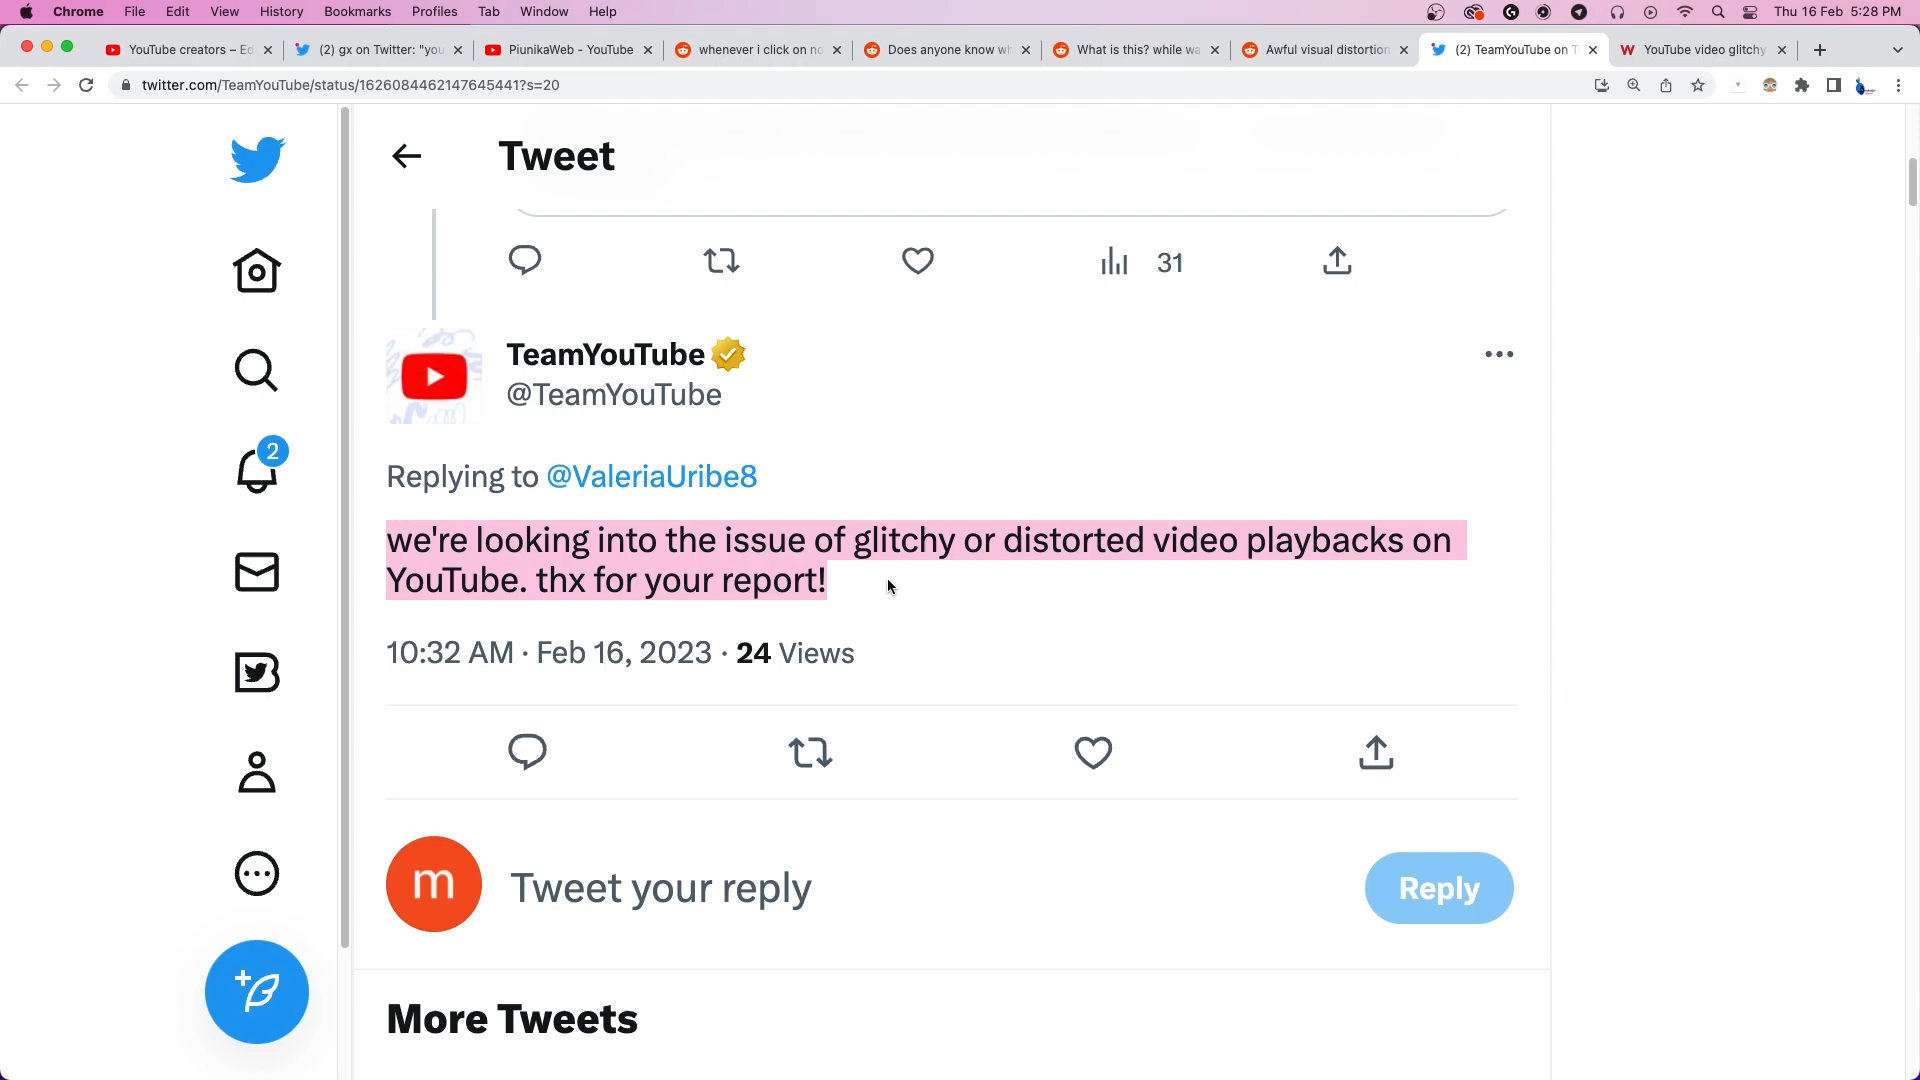 Chrome File Edit View History Bookmarks Profiles Tab Window Help Thu 16 Feb 5:28 PM
YouTube creators – Ed (2) gx on Twitter: "you PiunikaWeb - YouTube whenever i click on no Does anyone know wh What is this? while wa Awful visual distortion (2) TeamYouTube on T YouTube video glitchy
twitter.com/TeamYouTube/status/1626084462147645441?s=20
Tweet
31
TeamYouTube
@TeamYouTube
2
Replying to @ValeriaUribe8
we're looking into the issue of glitchy or distorted video playbacks on
YouTube. thx for your report!
10:32 AM · Feb 16, 2023 · 24 Views
m
Tweet your reply
Reply
More Tweets